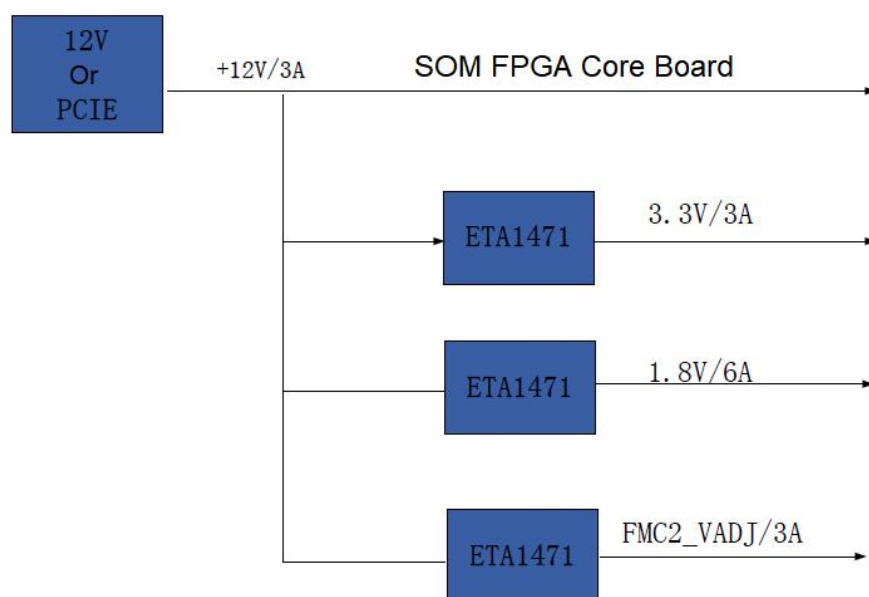 12V
Or
PCIE
+12V/3A
SOM FPGA Core Board
ETA1471
3.3V/3A
ETA1471
1.8V/6A
ETA1471
FMC2_VADJ/3A